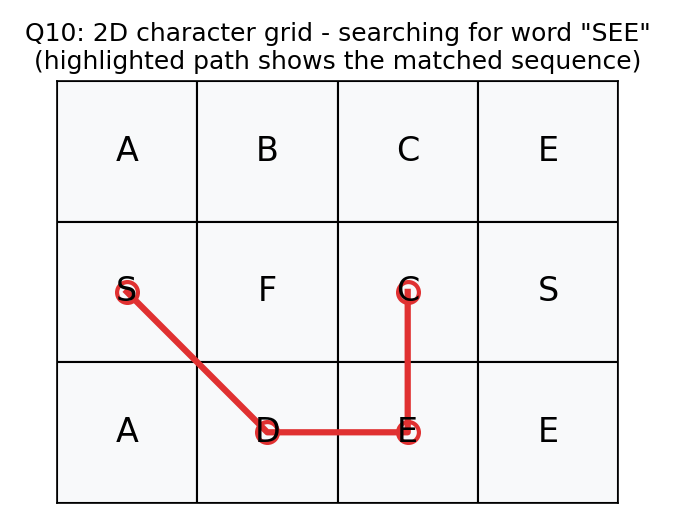 Q10: 2D character grid - searching for word "SEE"
(highlighted path shows the matched sequence)
A B C E
S F C S
A D E E